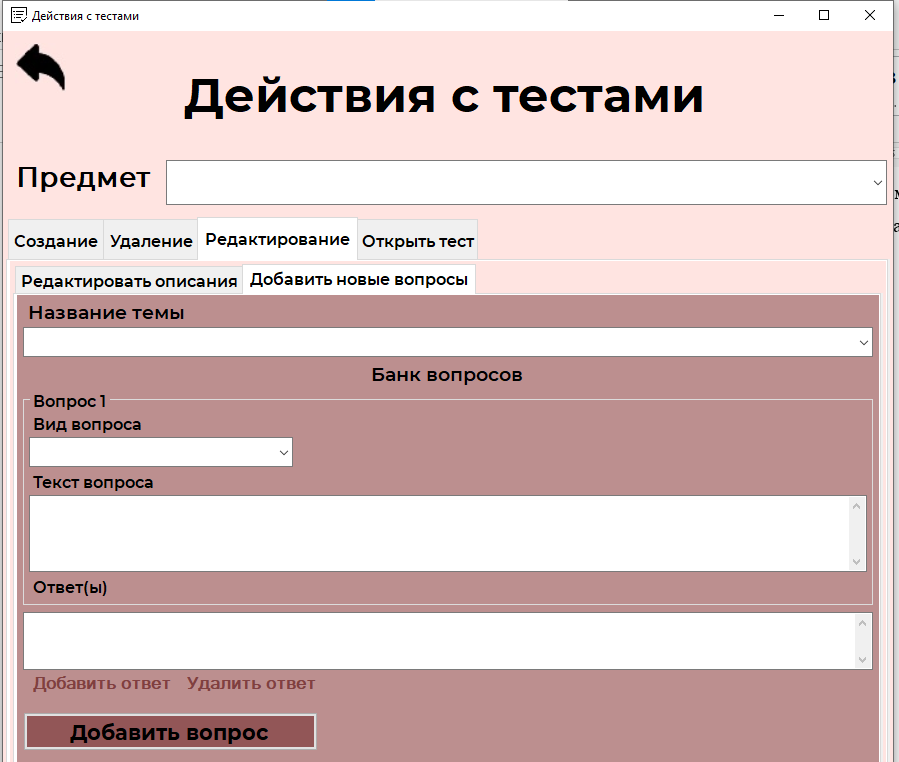 Действия с тестами
Действия с тестами
Предмет
Создание Удаление Редактирование Открыть тест
Редактировать описания Добавить новые вопросы
Название темы
Банк вопросов
Вопрос 1
Вид вопроса
Текст вопроса
Ответ(ы)
Добавить ответ Удалить ответ
Добавить вопрос